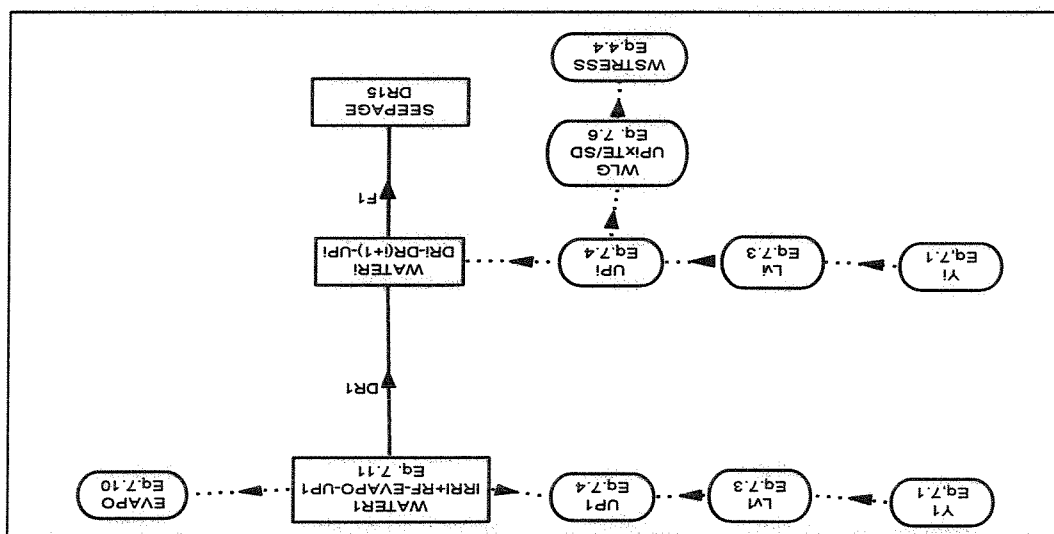 Y1
Eq,7.1
Lv1
Eq.7.3
UP1
Eq.7.4
WATER1
IRRI+RF-EVAPO-UP1
Eq. 7.11
EVAPO
Eq.7.10
DR1
Yi
Eq,7.1
Lvi
Eq.7.3
UPi
Eq.7.4
WATERi
DRi-DR(i+1)-UPi
F1
WLG
UPixTE/SD
Eq. 7.6
SEEPAGE
DR15
WSTRESS
Eq.4.4